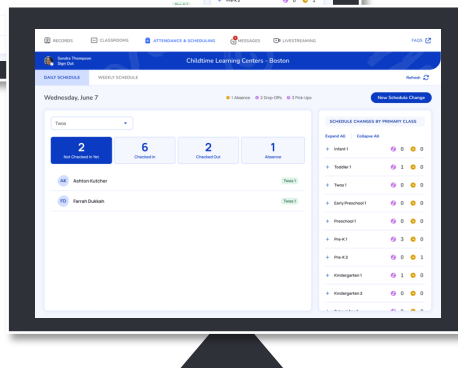 RECORDS CLASSROOMS ATTENDANCE & SCHEDULING MESSAGES LIVESTREAMING FAQS
Sandra Thompson
Sign Out
Childtime Learning Centers - Boston
DAILY SCHEDULE WEEKLY SCHEDULE Refresh
Wednesday, June 7 1 Absence 2 Drop-Offs 3 Pick-Ups New Schedule Change
Twos
2 6 2 1
Not Checked In Yet Checked In Checked Out Absence
AK Ashton Kutcher Twos 1
FD Farrah Dukkah Twos 1
SCHEDULE CHANGES BY PRIMARY CLASS
Expand All Collapse All
+ Infant 1 0 0
+ Toddler 1 1 0
+ Twos 1 0 0
+ Early Preschool 1 0 0
+ Preschool 1 0 0
+ Pre-K 1 3 0
+ Pre-K 2 0 1
+ Kindergarten 1 1 0
+ Kindergarten 2 0 0